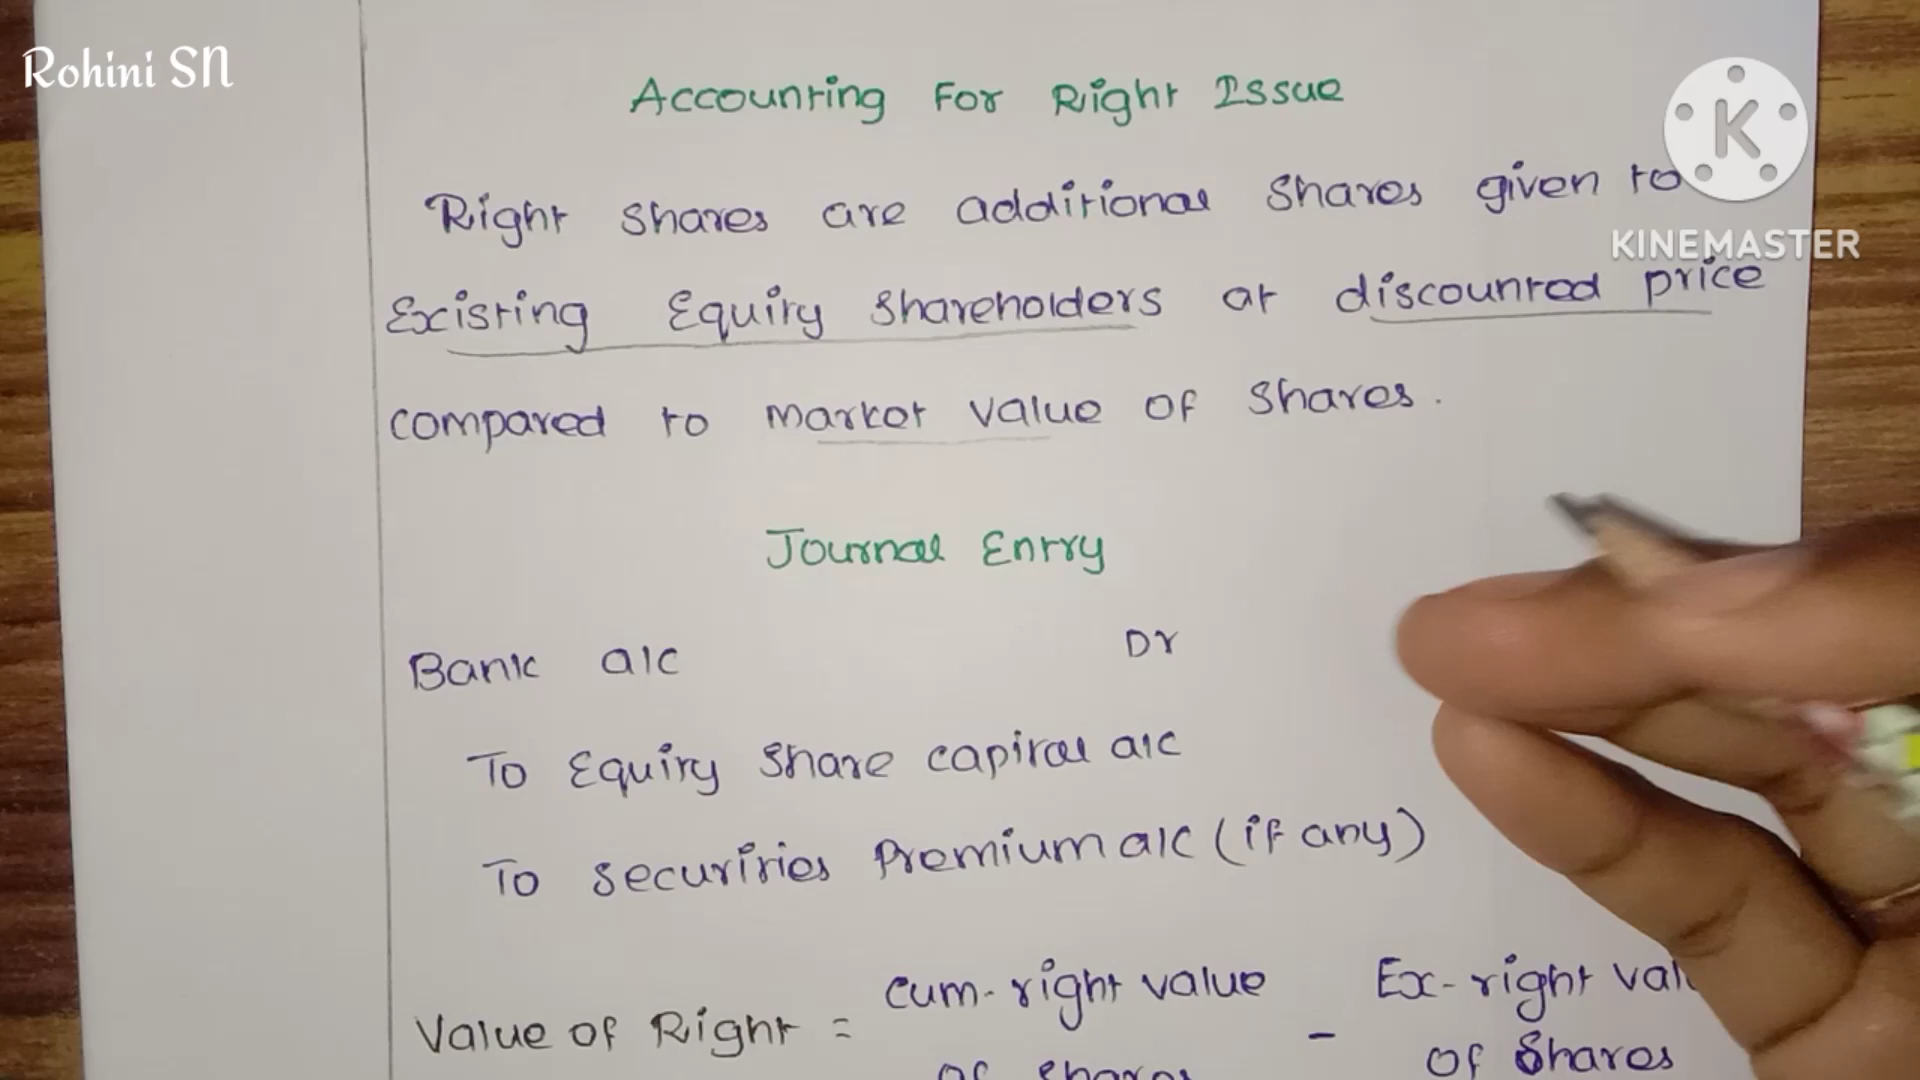 Rohini SN
Accounting For Right Issue
Right shares are additional shares given to
KINEMASTER
Existing Equity shareholders at discounted price
compared to market value of shares.
Journal Entry
Bank a/c Dr
To Equity share capital a/c
To securities Premium a/c (if any)
Value of Right = cum-right value - Ex-right
of shares of shares